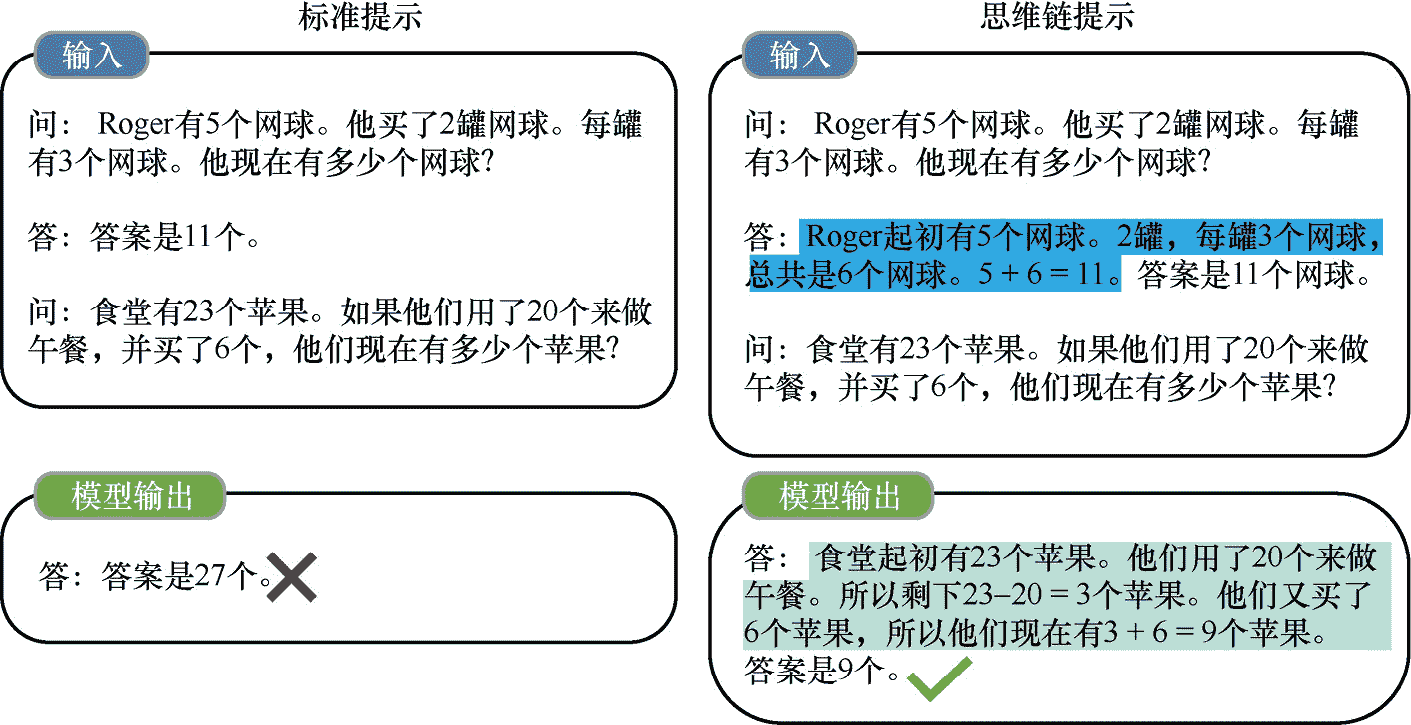 标准提示
输入
问： Roger有5个网球。他买了2罐网球。每罐
有3个网球。他现在有多少个网球？
答：答案是11个。
问：食堂有23个苹果。如果他们用了20个来做
午餐，并买了6个，他们现在有多少个苹果？
模型输出
答：答案是27个。
思维链提示
输入
问： Roger有5个网球。他买了2罐网球。每罐
有3个网球。他现在有多少个网球？
答：Roger起初有5个网球。2罐，每罐3个网球，
总共是6个网球。5 + 6 = 11。 答案是11个网球。
问：食堂有23个苹果。如果他们用了20个来做
午餐，并买了6个，他们现在有多少个苹果？
模型输出
答： 食堂起初有23个苹果。他们用了20个来做
午餐。所以剩下23–20 = 3个苹果。他们又买了
6个苹果，所以他们现在有3 + 6 = 9个苹果。
答案是9个。